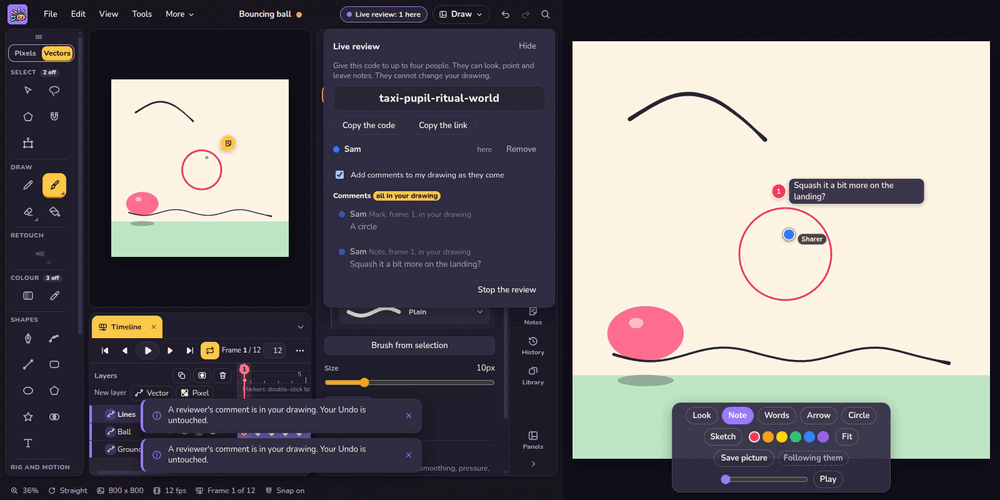 File Edit View Tools More
Bouncing ball
Live review: 1 here
Draw
Pixels Vectors
SELECT 2 off
DRAW
RETOUCH
COLOUR 3 off
SHAPES
RIG AND MOTION
Live review
Hide
Give this code to up to four people. They can look, point and
leave notes. They cannot change your drawing.
taxi-pupil-ritual-world
Copy the code Copy the link
Sam here Remove
Add comments to my drawing as they come
Comments all in your drawing
Sam Mark, frame 1, in your drawing
A circle
Sam Note, frame 1, in your drawing
Squash it a bit more on the landing?
Stop the review
Plain
Brush from selection
Size 10px
Notes
History
Library
Panels
Timeline
Frame 1 / 12 12
Layers
New layer Vector Pixel
1
5
Markers: double-click to
Lines
Ball
Ground
A reviewer's comment is in your drawing. Your Undo is
untouched.
A reviewer's comment is in your drawing. Your Undo is
untouched.
smoothing, pressure,
36% Straight 800 x 800 12 fps Frame 1 of 12 Snap on
1
Squash it a bit more on the
landing?
Sharer
Look Note Words Arrow Circle
Sketch Fit
Save picture Following them
Play